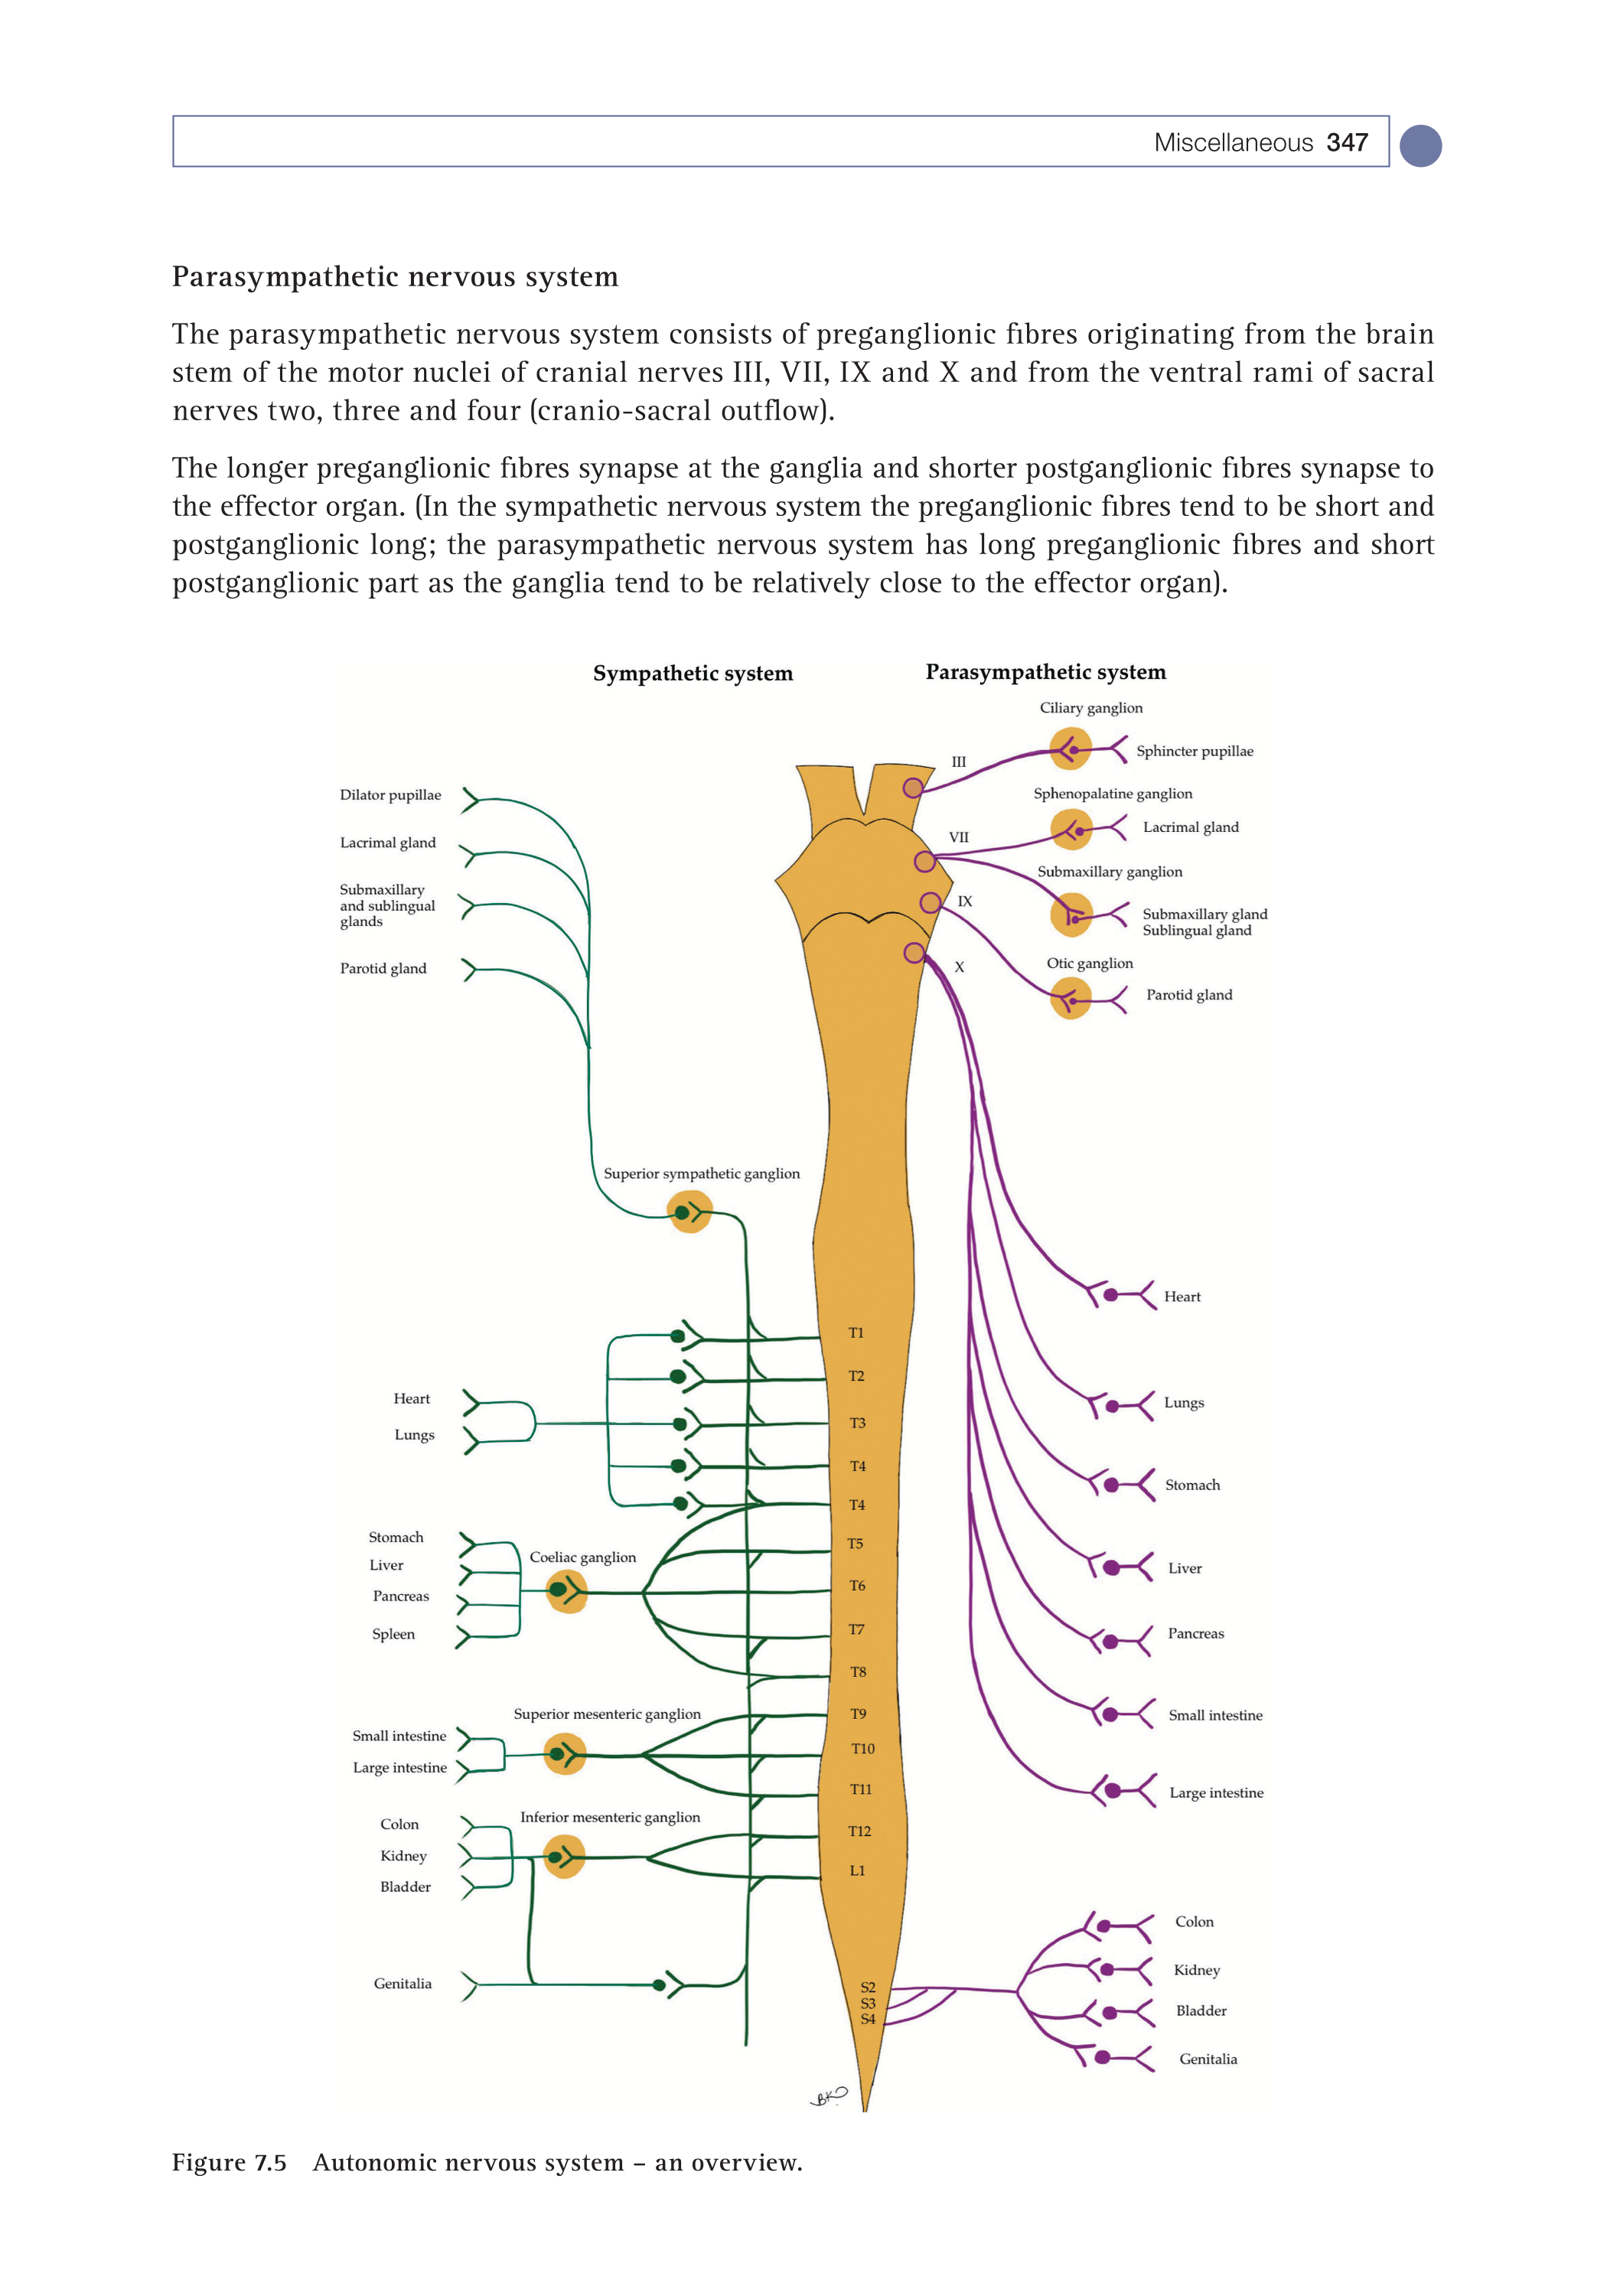 Miscellaneous 347
Parasympathetic nervous system
The parasympathetic nervous system consists of preganglionic fibres originating from the brain
stem of the motor nuclei of cranial nerves III, VII, IX and X and from the ventral rami of sacral
nerves two, three and four (cranio-sacral outflow).
The longer preganglionic fibres synapse at the ganglia and shorter postganglionic fibres synapse to
the effector organ. (In the sympathetic nervous system the preganglionic fibres tend to be short and
postganglionic long; the parasympathetic nervous system has long preganglionic fibres and short
postganglionic part as the ganglia tend to be relatively close to the effector organ).
Sympathetic system
Dilator pupillae
Lacrimal gland
Submaxillary
and sublingual
glands
Parotid gland
Superior sympathetic ganglion
Heart
Lungs
Stomach
Liver
Pancreas
Spleen
Coeliac ganglion
Superior mesenteric ganglion
Small intestine
Large intestine
Inferior mesenteric ganglion
Colon
Kidney
Bladder
Genitalia
T1
T2
T3
T4
T4
T5
T6
T7
T8
T9
T10
T11
T12
L1
S2
S3
S4
Parasympathetic system
Ciliary ganglion
III
Sphincter pupillae
Sphenopalatine ganglion
VII
Lacrimal gland
Submaxillary ganglion
Submaxillary gland
Sublingual gland
IX
Otic ganglion
X
Parotid gland
Heart
Lungs
Stomach
Liver
Pancreas
Small intestine
Large intestine
Colon
Kidney
Bladder
Genitalia
Figure 7.5 Autonomic nervous system – an overview.